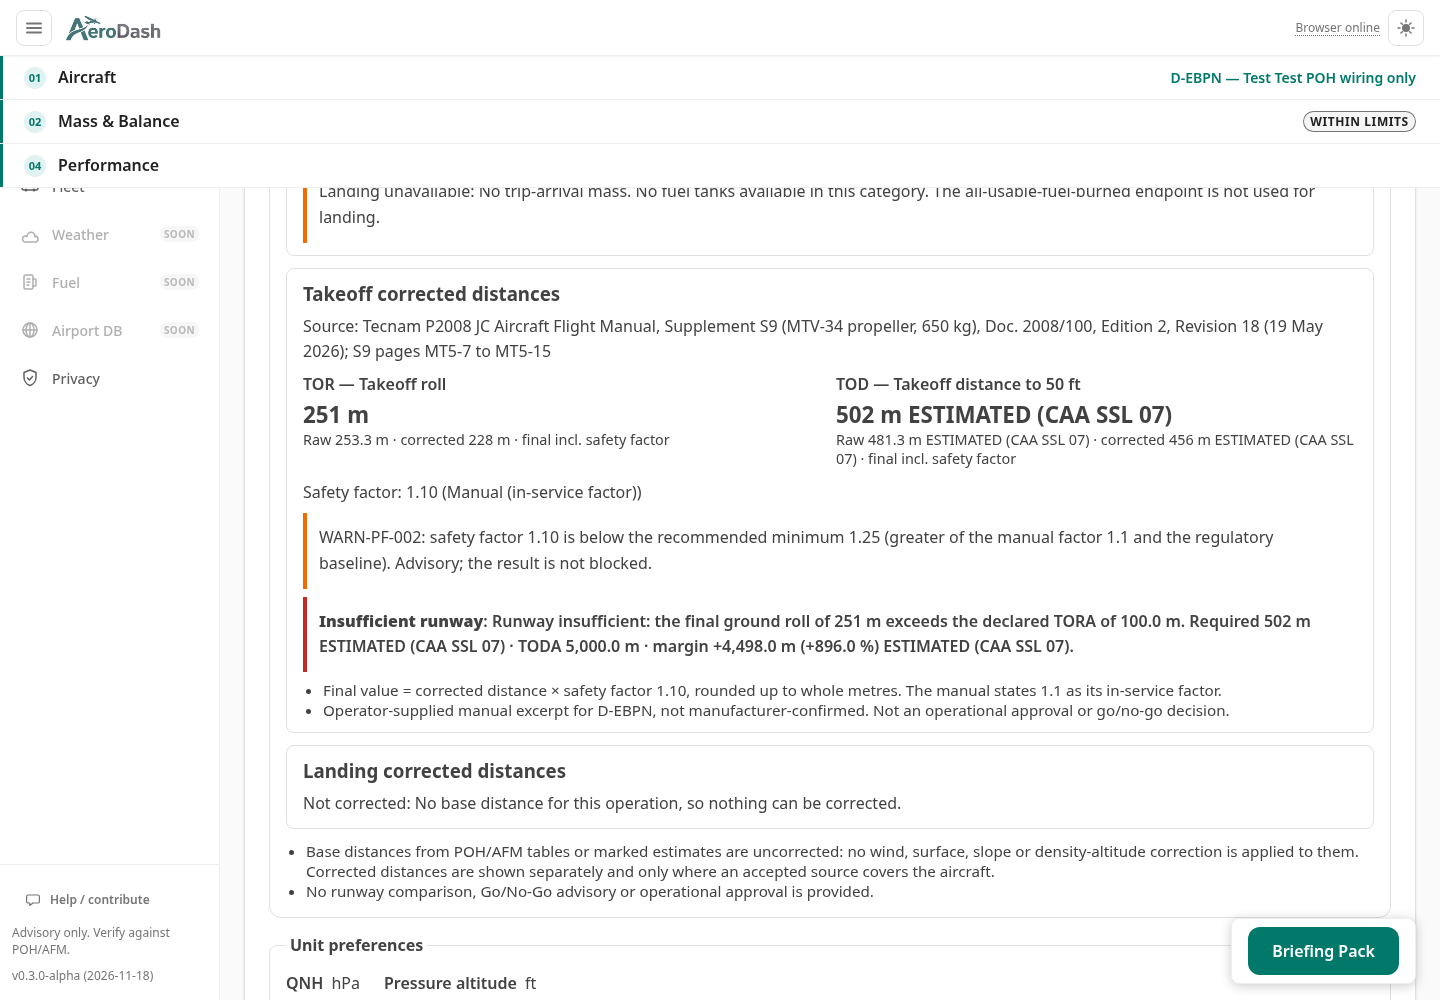 AeroDash
Browser online
01 Aircraft
D-EBPN — Test Test POH wiring only
02 Mass & Balance
WITHIN LIMITS
04 Performance
Fleet
Weather SOON
Fuel SOON
Airport DB SOON
Privacy
Landing unavailable: No trip-arrival mass. No fuel tanks available in this category. The all-usable-fuel-burned endpoint is not used for
landing.
Takeoff corrected distances
Source: Tecnam P2008 JC Aircraft Flight Manual, Supplement S9 (MTV-34 propeller, 650 kg), Doc. 2008/100, Edition 2, Revision 18 (19 May
2026); S9 pages MT5-7 to MT5-15
TOR — Takeoff roll
251 m
Raw 253.3 m · corrected 228 m · final incl. safety factor
TOD — Takeoff distance to 50 ft
502 m ESTIMATED (CAA SSL 07)
Raw 481.3 m ESTIMATED (CAA SSL 07) · corrected 456 m ESTIMATED (CAA SSL
07) · final incl. safety factor
Safety factor: 1.10 (Manual (in-service factor))
WARN-PF-002: safety factor 1.10 is below the recommended minimum 1.25 (greater of the manual factor 1.1 and the regulatory
baseline). Advisory; the result is not blocked.
Insufficient runway: Runway insufficient: the final ground roll of 251 m exceeds the declared TORA of 100.0 m. Required 502 m
ESTIMATED (CAA SSL 07) · TODA 5,000.0 m · margin +4,498.0 m (+896.0 %) ESTIMATED (CAA SSL 07).
• Final value = corrected distance × safety factor 1.10, rounded up to whole metres. The manual states 1.1 as its in-service factor.
• Operator-supplied manual excerpt for D-EBPN, not manufacturer-confirmed. Not an operational approval or go/no-go decision.
Landing corrected distances
Not corrected: No base distance for this operation, so nothing can be corrected.
• Base distances from POH/AFM tables or marked estimates are uncorrected: no wind, surface, slope or density-altitude correction is applied to them.
Corrected distances are shown separately and only where an accepted source covers the aircraft.
• No runway comparison, Go/No-Go advisory or operational approval is provided.
Unit preferences
QNH hPa Pressure altitude ft
Briefing Pack
Help / contribute
Advisory only. Verify against
POH/AFM.
v0.3.0-alpha (2026-11-18)